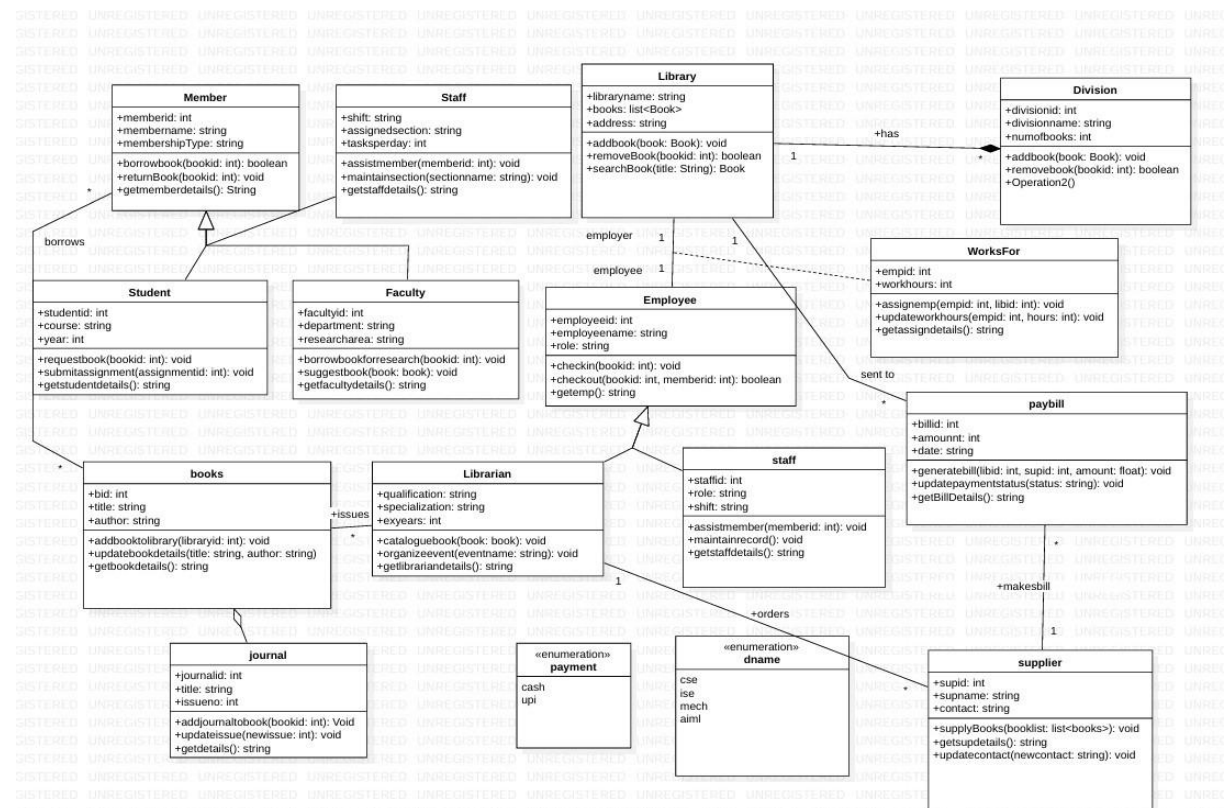 Member
+memberid: int
+membername: string
+membershipType: string
+borrowbook(bookid: int): boolean
+returnBook(bookid: int): void
+getmemberdetails(): String
Staff
+shift: string
+assignedsection: string
+tasksperday: int
+assistmember(memberid: int): void
+maintainsection(sectionname: string): void
+getstaffdetails(): string
Library
+libraryname: string
+books: list<Book>
+address: string
+addbook(book: Book): void
+removeBook(bookid: int): boolean
+searchBook(title: String): Book
+has
1
*
Division
+divisionid: int
+divisionname: string
+numofbooks: int
+addbook(book: Book): void
+removebook(bookid: int): boolean
+Operation2()
*
borrows
*
employer
1
employee
1
1
WorksFor
+empid: int
+workhours: int
+assignemp(empid: int, libid: int): void
+updateworkhours(empid: int, hours: int): void
+getassigndetails(): string
Student
+studentid: int
+course: string
+year: int
+requestbook(bookid: int): void
+submitassignment(assignmentid: int): void
+getstudentdetails(): string
Faculty
+facultyid: int
+department: string
+researcharea: string
+borrowbookforresearch(bookid: int): void
+suggestbook(book: book): void
+getfacultydetails(): string
Employee
+employeeid: int
+employeename: string
+role: string
+checkin(bookid: int): void
+checkout(bookid: int, memberid: int): boolean
+getemp(): string
sent to
*
paybill
+billid: int
+amounnt: int
+date: string
+generatebill(libid: int, supid: int, amount: float): void
+updatepaymentstatus(status: string): void
+getBillDetails(): string
books
+bid: int
+title: string
+author: string
+addbooktolibrary(libraryid: int): void
+updatebookdetails(title: string, author: string)
+getbookdetails(): string
+issues
*
Librarian
+qualification: string
+specialization: string
+exyears: int
+cataloguebook(book: book): void
+organizeevent(eventname: string): void
+getlibrariandetails(): string
staff
+staffid: int
+role: string
+shift: string
+assistmember(memberid: int): void
+maintainrecord(): void
+getstaffdetails(): string
1
+orders
*
*
+makesbill
1
journal
+journalid: int
+title: string
+issueno: int
+addjournaltobook(bookid: int): Void
+updateissue(newissue: int): void
+getdetails(): string
«enumeration»
payment
cash
upi
«enumeration»
dname
cse
ise
mech
aiml
supplier
+supid: int
+supname: string
+contact: string
+supplyBooks(booklist: list<books>): void
+getsupdetails(): string
+updatecontact(newcontact: string): void
UNREGISTERED